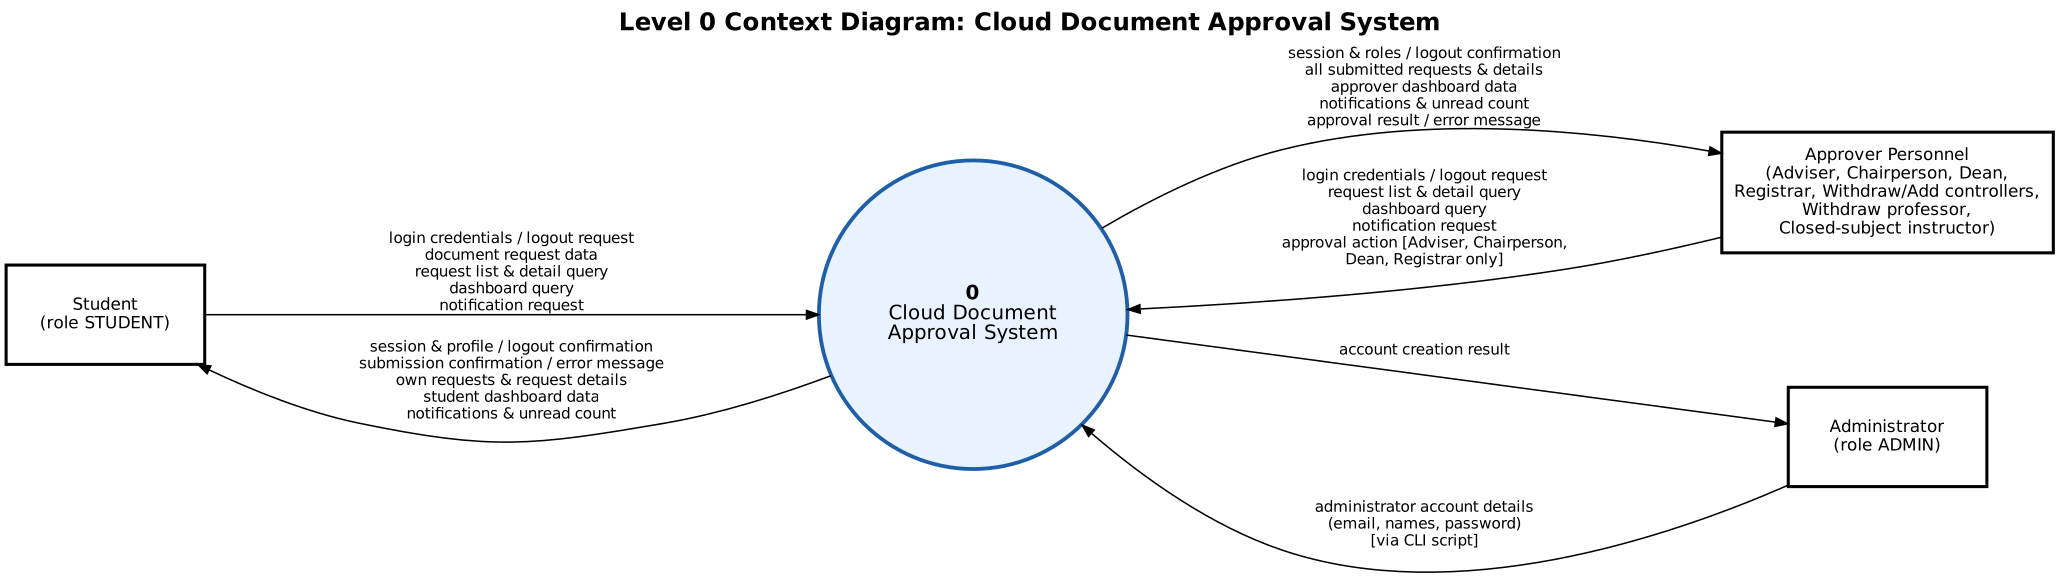 Level 0 Context Diagram: Cloud Document Approval System
session & roles / logout confirmation
all submitted requests & details
approver dashboard data
notifications & unread count
approval result / error message
Approver Personnel
(Adviser, Chairperson, Dean,
Registrar, Withdraw/Add controllers,
Withdraw professor,
Closed-subject instructor)
login credentials / logout request
request list & detail query
dashboard query
notification request
approval action [Adviser, Chairperson,
Dean, Registrar only]
login credentials / logout request
document request data
request list & detail query
dashboard query
notification request
Student
(role STUDENT)
0
Cloud Document
Approval System
session & profile / logout confirmation
submission confirmation / error message
own requests & request details
student dashboard data
notifications & unread count
account creation result
Administrator
(role ADMIN)
administrator account details
(email, names, password)
[via CLI script]